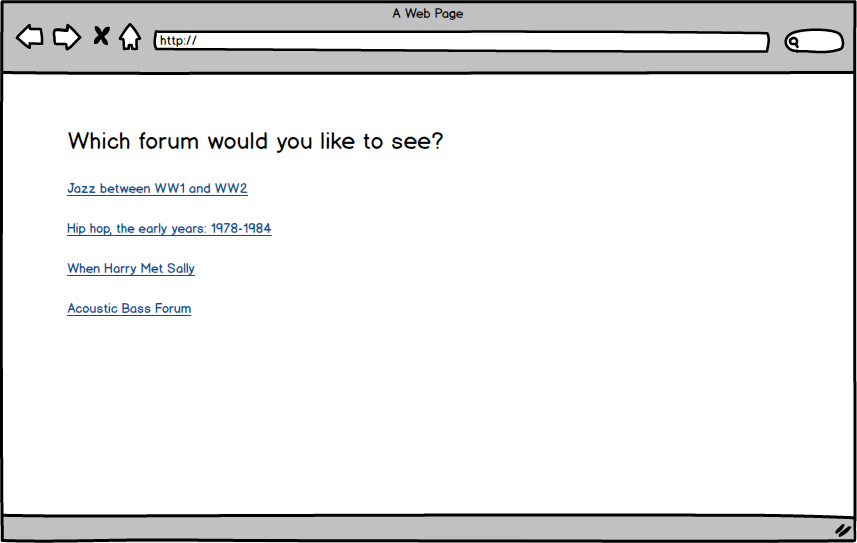 A Web Page
http://
Which forum would you like to see?
Jazz between WW1 and WW2
Hip hop, the early years: 1978-1984
When Harry Met Sally
Acoustic Bass Forum